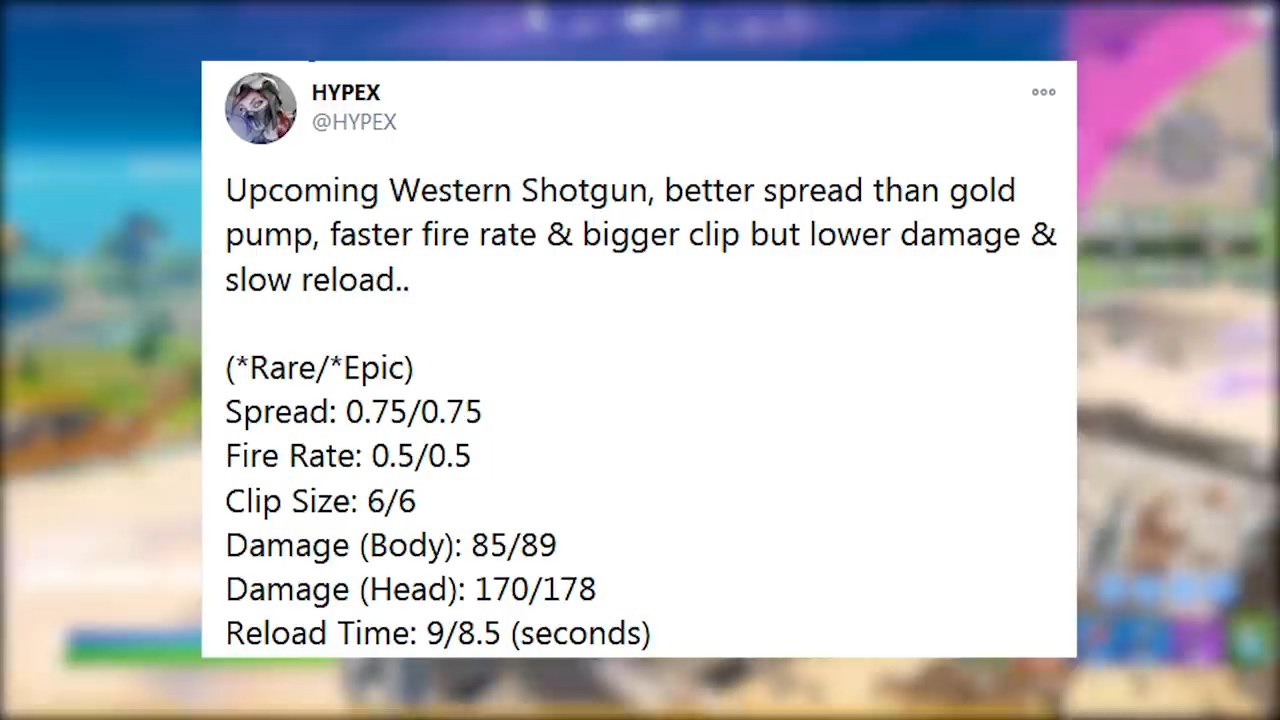 HYPEX
@HYPEX
Upcoming Western Shotgun, better spread than gold
pump, faster fire rate & bigger clip but lower damage &
slow reload..
(*Rare/*Epic)
Spread: 0.75/0.75
Fire Rate: 0.5/0.5
Clip Size: 6/6
Damage (Body): 85/89
Damage (Head): 170/178
Reload Time: 9/8.5 (seconds)